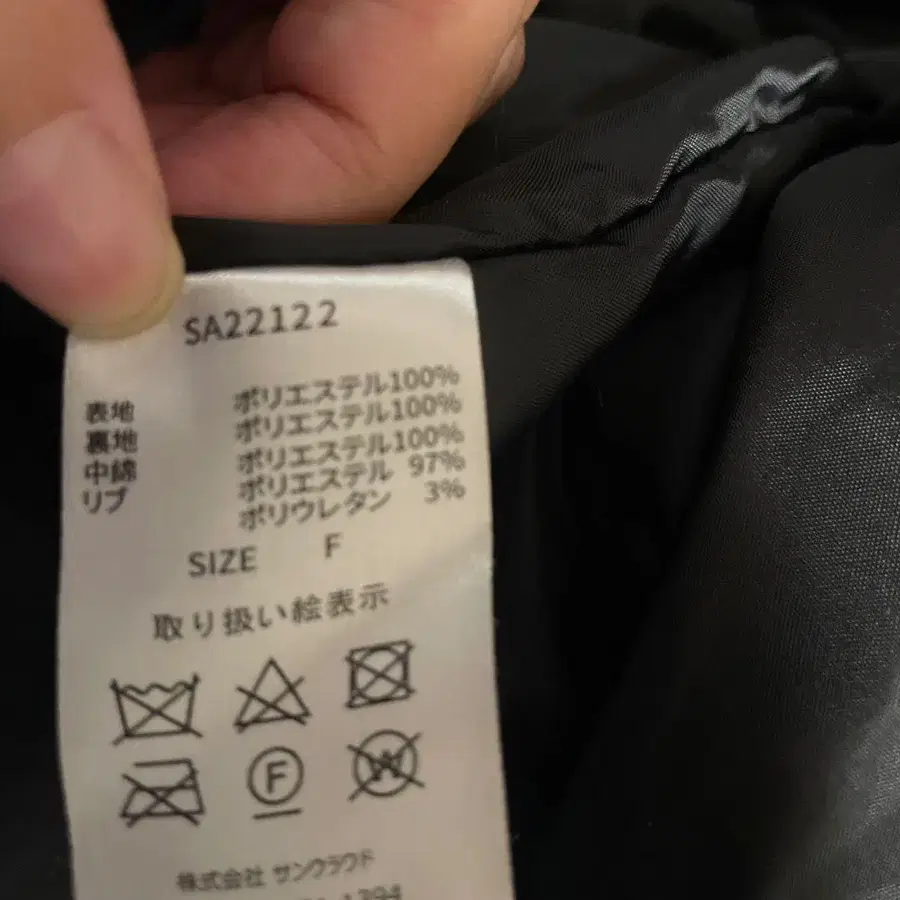 SA22122
表地 ポリエステル100%
裏地 ポリエステル100%
中綿 ポリエステル100%
リブ ポリエステル 97%
ポリウレタン 3%
SIZE F
取り扱い絵表示
F W
株式会社 サンクラウド